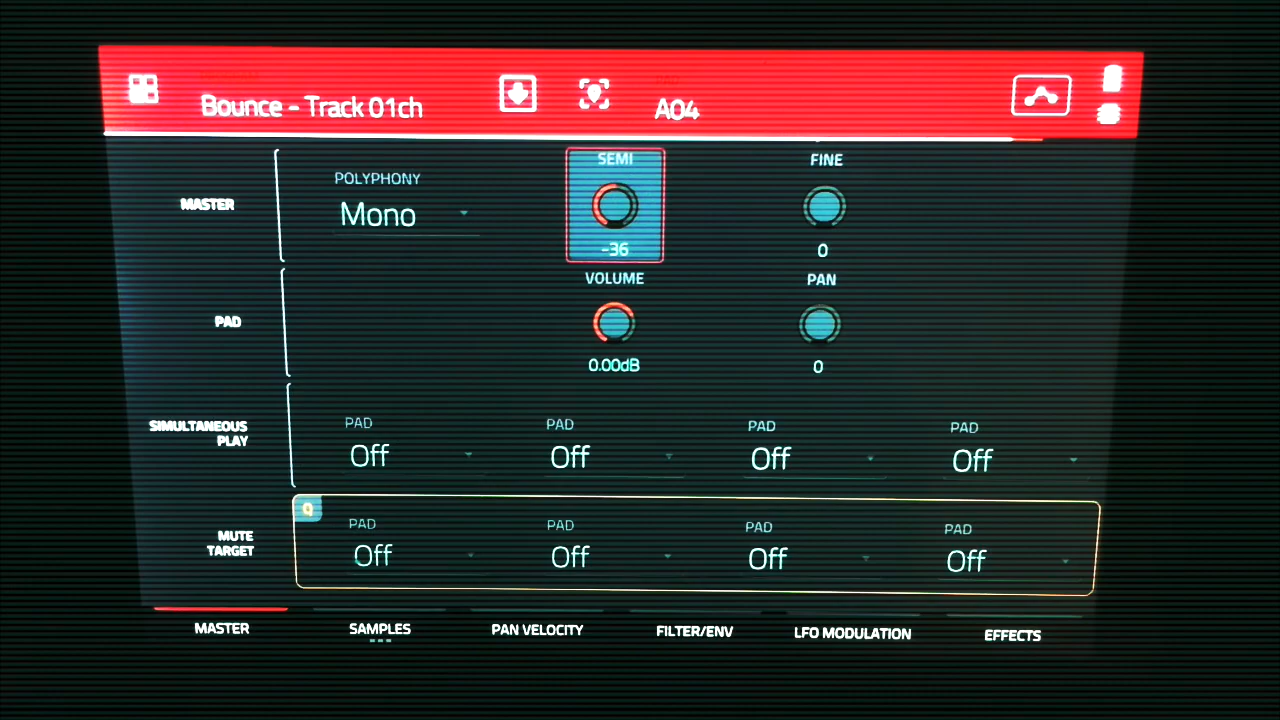 Bounce - Track 01ch
A04
MASTER
POLYPHONY
Mono
SEMI
-36
FINE
0
PAD
VOLUME
0.00dB
PAN
0
SIMULTANEOUS
PLAY
PAD PAD PAD PAD
Off Off Off Off
MUTE
TARGET
Q
PAD PAD PAD PAD
Off Off Off Off
MASTER SAMPLES PAN VELOCITY FILTER/ENV LFO MODULATION EFFECTS